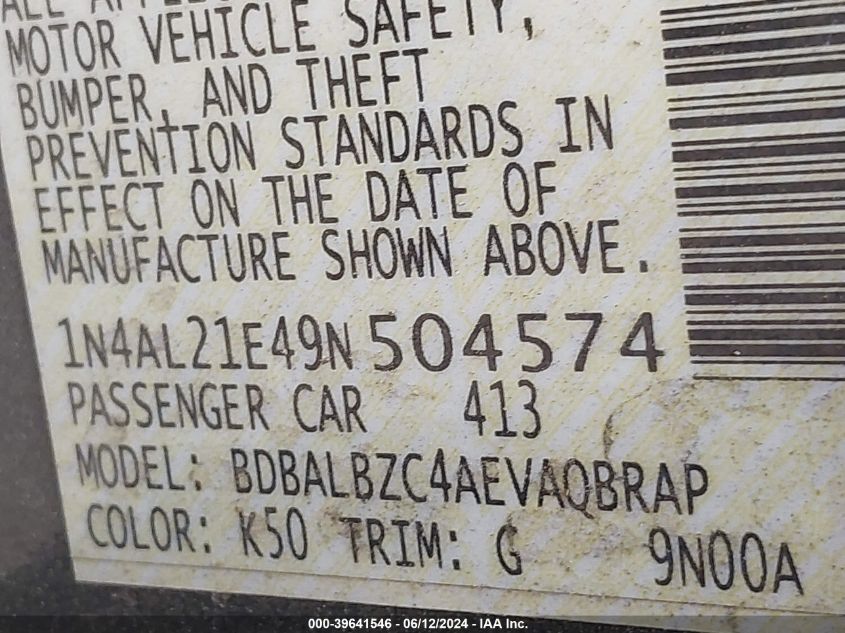 MOTOR VEHICLE SAFETY,
BUMPER, AND THEFT
PREVENTION STANDARDS IN
EFFECT ON THE DATE OF
MANUFACTURE SHOWN ABOVE.
1N4AL21E49N504574
PASSENGER CAR 413
MODEL: BDBALBZC4AEVAQBRAP
COLOR: K50 TRIM: G 9N00A
000-39641546 - 06/12/2024 - IAA Inc.